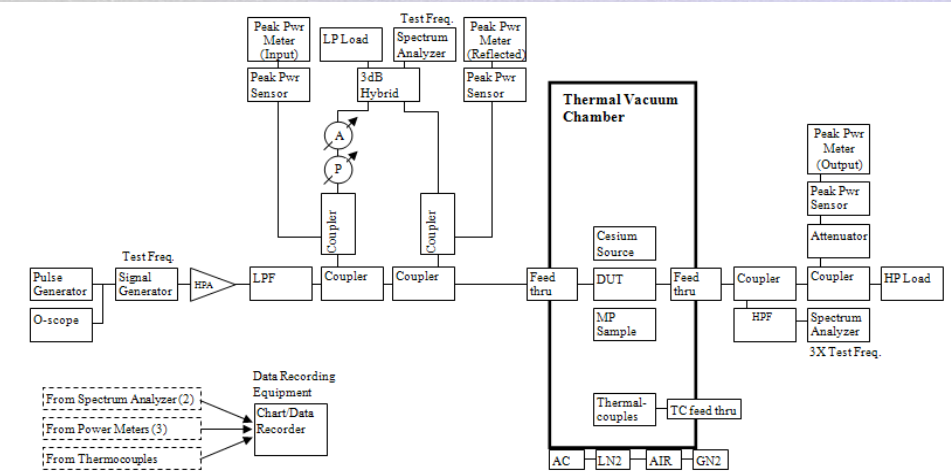 Peak Pwr
Meter
(Input)
LP Load
Test Freq.
Spectrum
Analyzer
Peak Pwr
Meter
(Reflected)
Peak Pwr
Sensor
3dB
Hybrid
Peak Pwr
Sensor
A
P
Coupler
Coupler
Thermal Vacuum
Chamber
Peak Pwr
Meter
(Output)
Peak Pwr
Sensor
Attenuator
Cesium
Source
Test Freq.
Pulse
Generator
Signal
Generator
HPA
LPF
Coupler
Coupler
Feed
thru
DUT
Feed
thru
Coupler
Coupler
HP Load
O-scope
MP
Sample
HPF
Spectrum
Analyzer
3X Test Freq.
Data Recording
Equipment
From Spectrum Analyzer (2)
From Power Meters (3)
From Thermocouples
Chart/Data
Recorder
Thermal-
couples
TC feed thru
AC
LN2
AIR
GN2